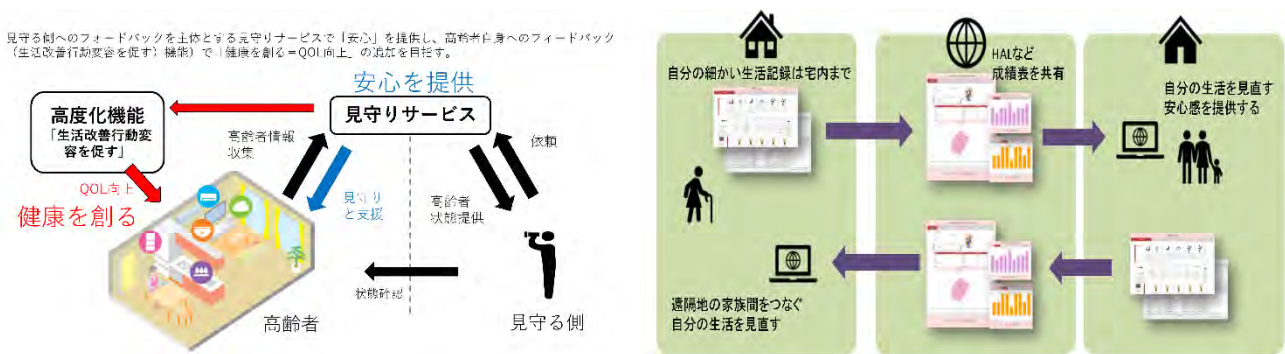 見守る側へのフォードバックを主体とする見守りサービスで「安心」を提供し、高齢者自身へのフィードバック
（生活改善行動変容を促す）機能）で「健康を創る＝QOL向上」の追加を目指す。
安心を提供
高度化機能
「生活改善行動変
容を促す」
見守りサービス
高齢者情報
収集
依頼
QOL向上
健康を創る
見守り
と支援
高齢者
状態提供
状態確認
高齢者
見守る側
自分の細かい生活記録は宅内まで
HALなど
成績表を共有
自分の生活を見直す
安心感を提供する
遠隔地の家族間をつなぐ
自分の生活を見直す